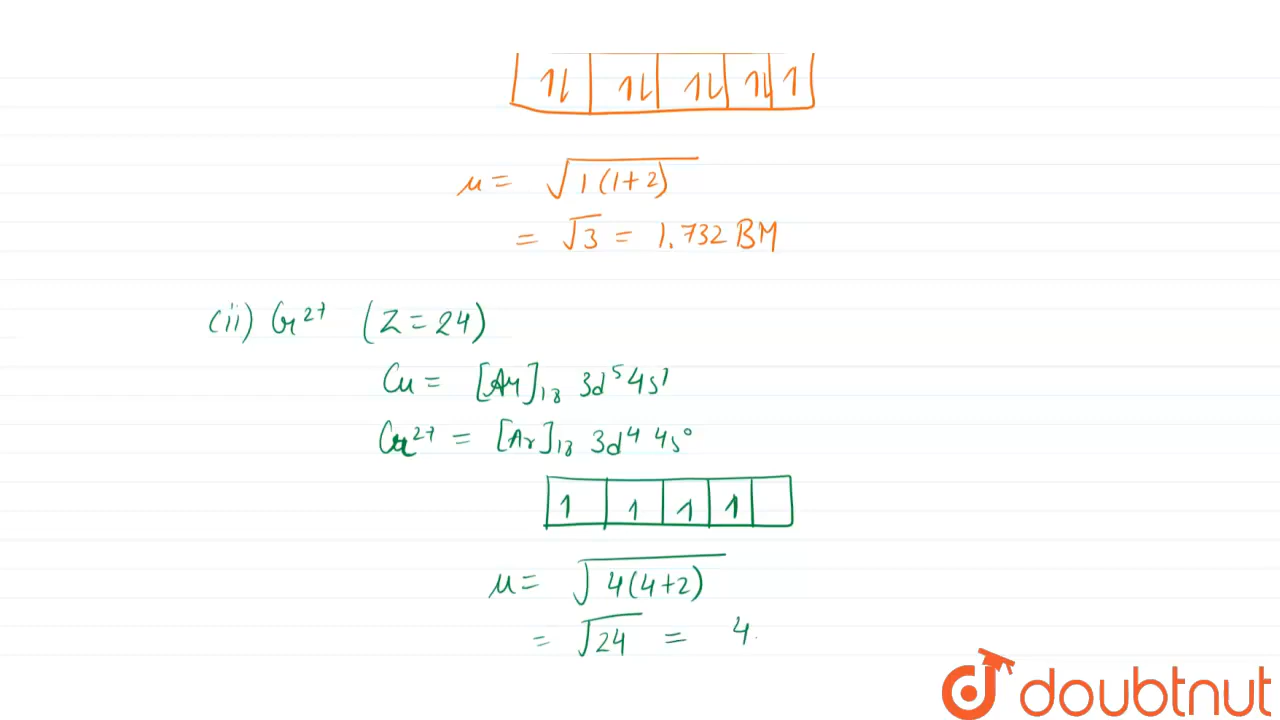 1l 1l 1l 1l 1
μ = √1(1+2)
= √3 = 1.732 BM
(ii) Cr²⁺ (Z = 24)
Cu = [Ar]₁₈ 3d⁵ 4s¹
Cr²⁺ = [Ar]₁₈ 3d⁴ 4s⁰
1 1 1 1
μ = √4(4+2)
= √24 = 4.
doubtnut